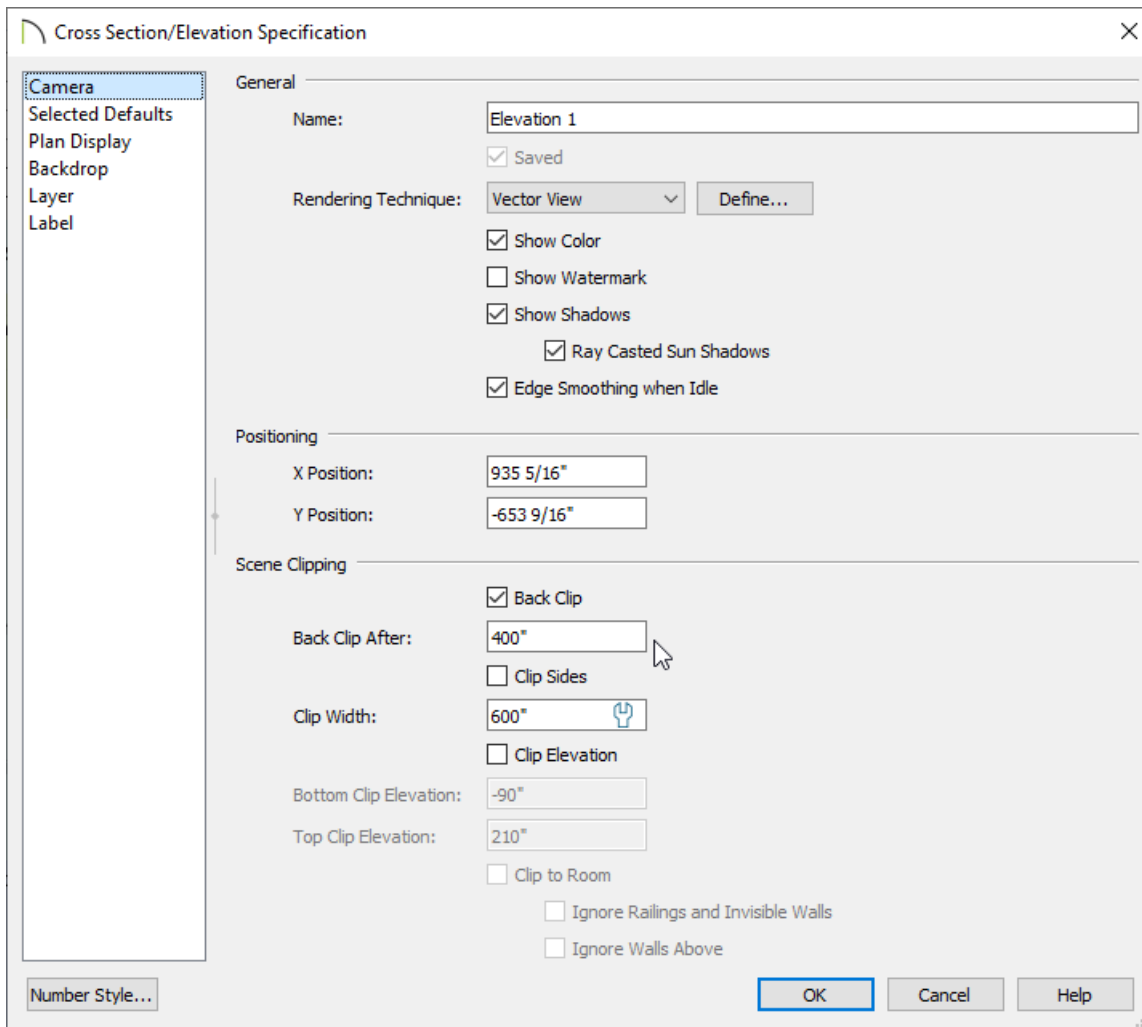 Cross Section/Elevation Specification
Camera
Selected Defaults
Plan Display
Backdrop
Layer
Label
General
Name: Elevation 1
Saved
Rendering Technique: Vector View Define...
Show Color
Show Watermark
Show Shadows
Ray Casted Sun Shadows
Edge Smoothing when Idle
Positioning
X Position: 935 5/16"
Y Position: -653 9/16"
Scene Clipping
Back Clip
Back Clip After: 400"
Clip Sides
Clip Width: 600"
Clip Elevation
Bottom Clip Elevation: -90"
Top Clip Elevation: 210"
Clip to Room
Ignore Railings and Invisible Walls
Ignore Walls Above
Number Style... OK Cancel Help